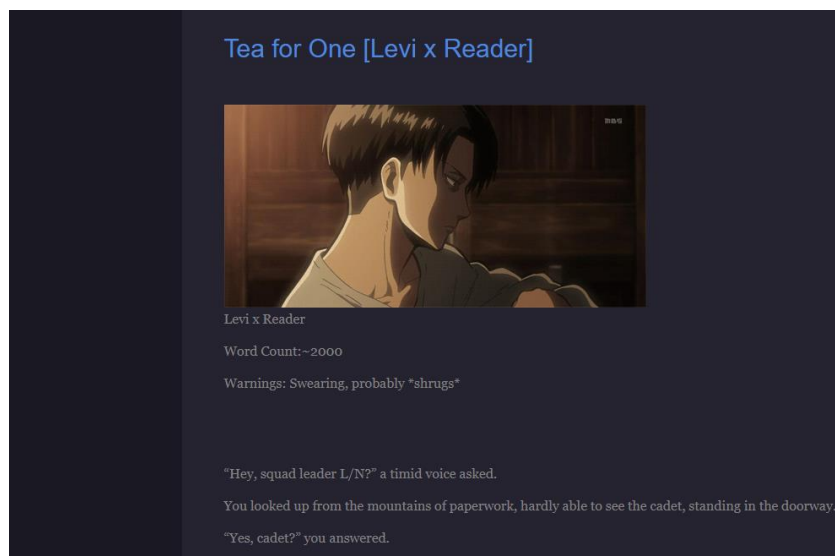 Tea for One [Levi x Reader]
Levi x Reader
Word Count:~2000
Warnings: Swearing, probably *shrugs*
“Hey, squad leader L/N?” a timid voice asked.
You looked up from the mountains of paperwork, hardly able to see the cadet, standing in the doorway.
“Yes, cadet?” you answered.